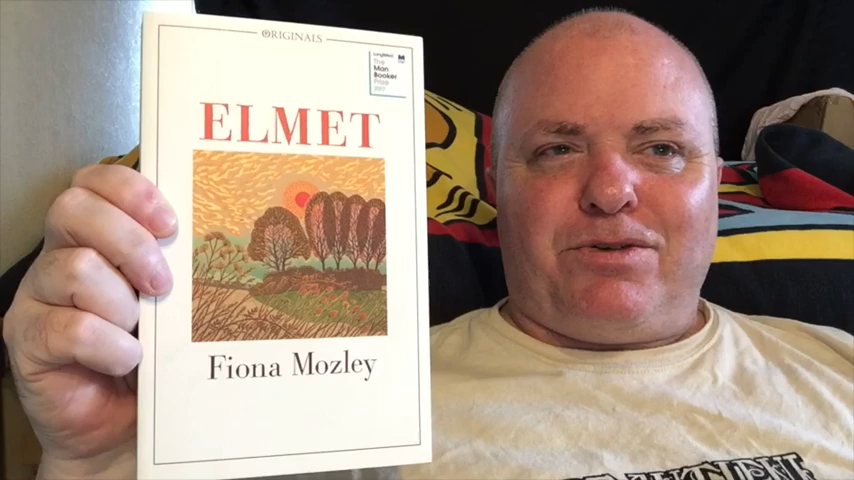 ORIGINALS
Longlisted
The
Man
Booker
Prize
2017
ELMET
Fiona Mozley